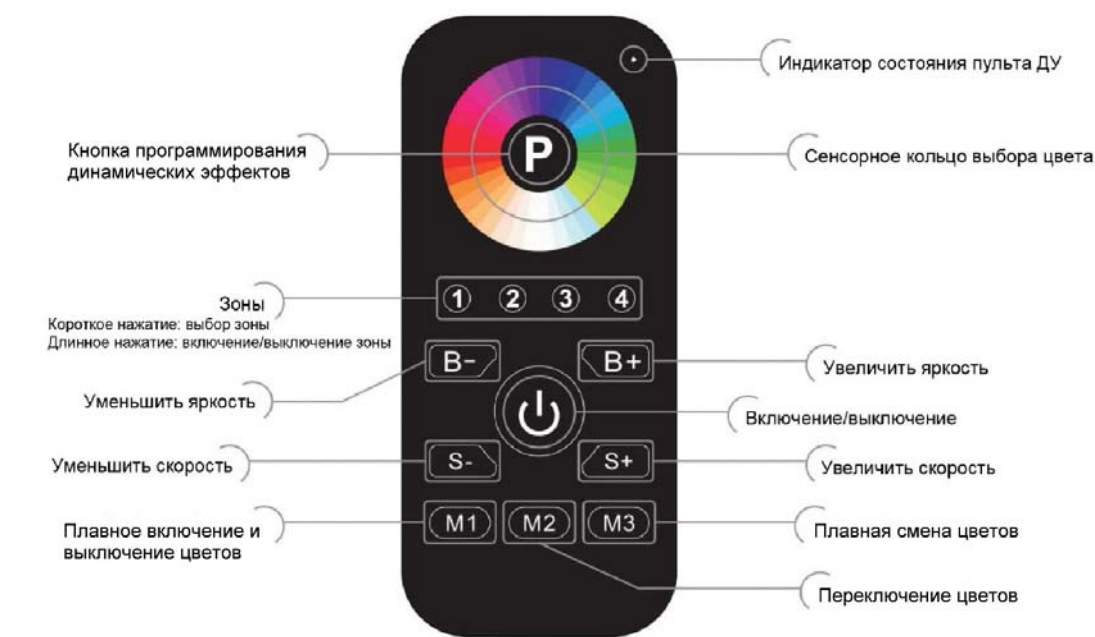 Индикатор состояния пульта ДУ
Кнопка программирования
динамических эффектов
P
Сенсорное кольцо выбора цвета
Зоны
Короткое нажатие: выбор зоны
Длинное нажатие: включение/выключение зоны
1 2 3 4
B- B+
Увеличить яркость
Уменьшить яркость
Включение/выключение
Уменьшить скорость
S- S+
Увеличить скорость
Плавное включение и
выключение цветов
M1 M2 M3
Плавная смена цветов
Переключение цветов